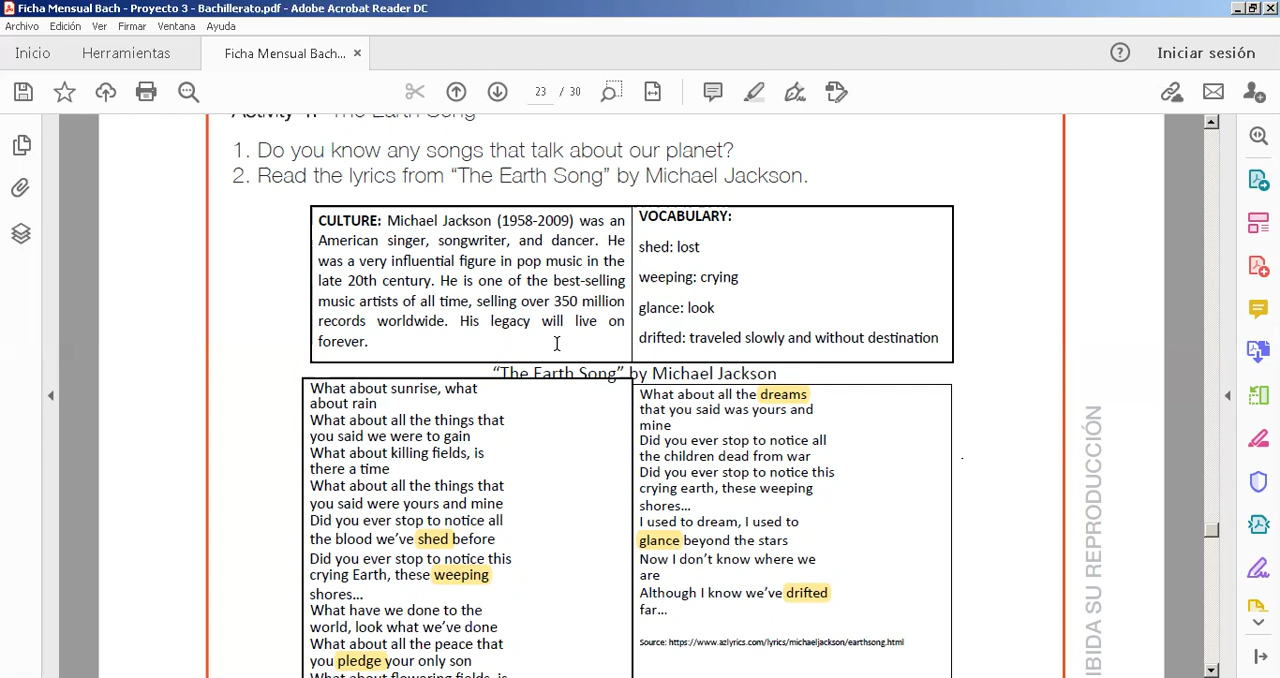 Ficha Mensual Bach - Proyecto 3 - Bachillerato.pdf - Adobe Acrobat Reader DC
Archivo Edición Ver Firmar Ventana Ayuda
Inicio Herramientas Ficha Mensual Bach... × Iniciar sesión
23 / 30
Activity 4: "The Earth Song"
1. Do you know any songs that talk about our planet?
2. Read the lyrics from “The Earth Song” by Michael Jackson.
CULTURE: Michael Jackson (1958-2009) was an
American singer, songwriter, and dancer. He
was a very influential figure in pop music in the
late 20th century. He is one of the best-selling
music artists of all time, selling over 350 million
records worldwide. His legacy will live on
forever.
VOCABULARY:
shed: lost
weeping: crying
glance: look
drifted: traveled slowly and without destination
“The Earth Song” by Michael Jackson
What about sunrise, what
about rain
What about all the things that
you said we were to gain
What about killing fields, is
there a time
What about all the things that
you said were yours and mine
Did you ever stop to notice all
the blood we’ve shed before
Did you ever stop to notice this
crying Earth, these weeping
shores...
What have we done to the
world, look what we’ve done
What about all the peace that
you pledge your only son
What about flowering fields, is
What about all the dreams
that you said was yours and
mine
Did you ever stop to notice all
the children dead from war
Did you ever stop to notice this
crying earth, these weeping
shores...
I used to dream, I used to
glance beyond the stars
Now I don’t know where we
are
Although I know we’ve drifted
far...
Source: https://www.azlyrics.com/lyrics/michaeljackson/earthsong.html
IBIDA SU REPRODUCCIÓN